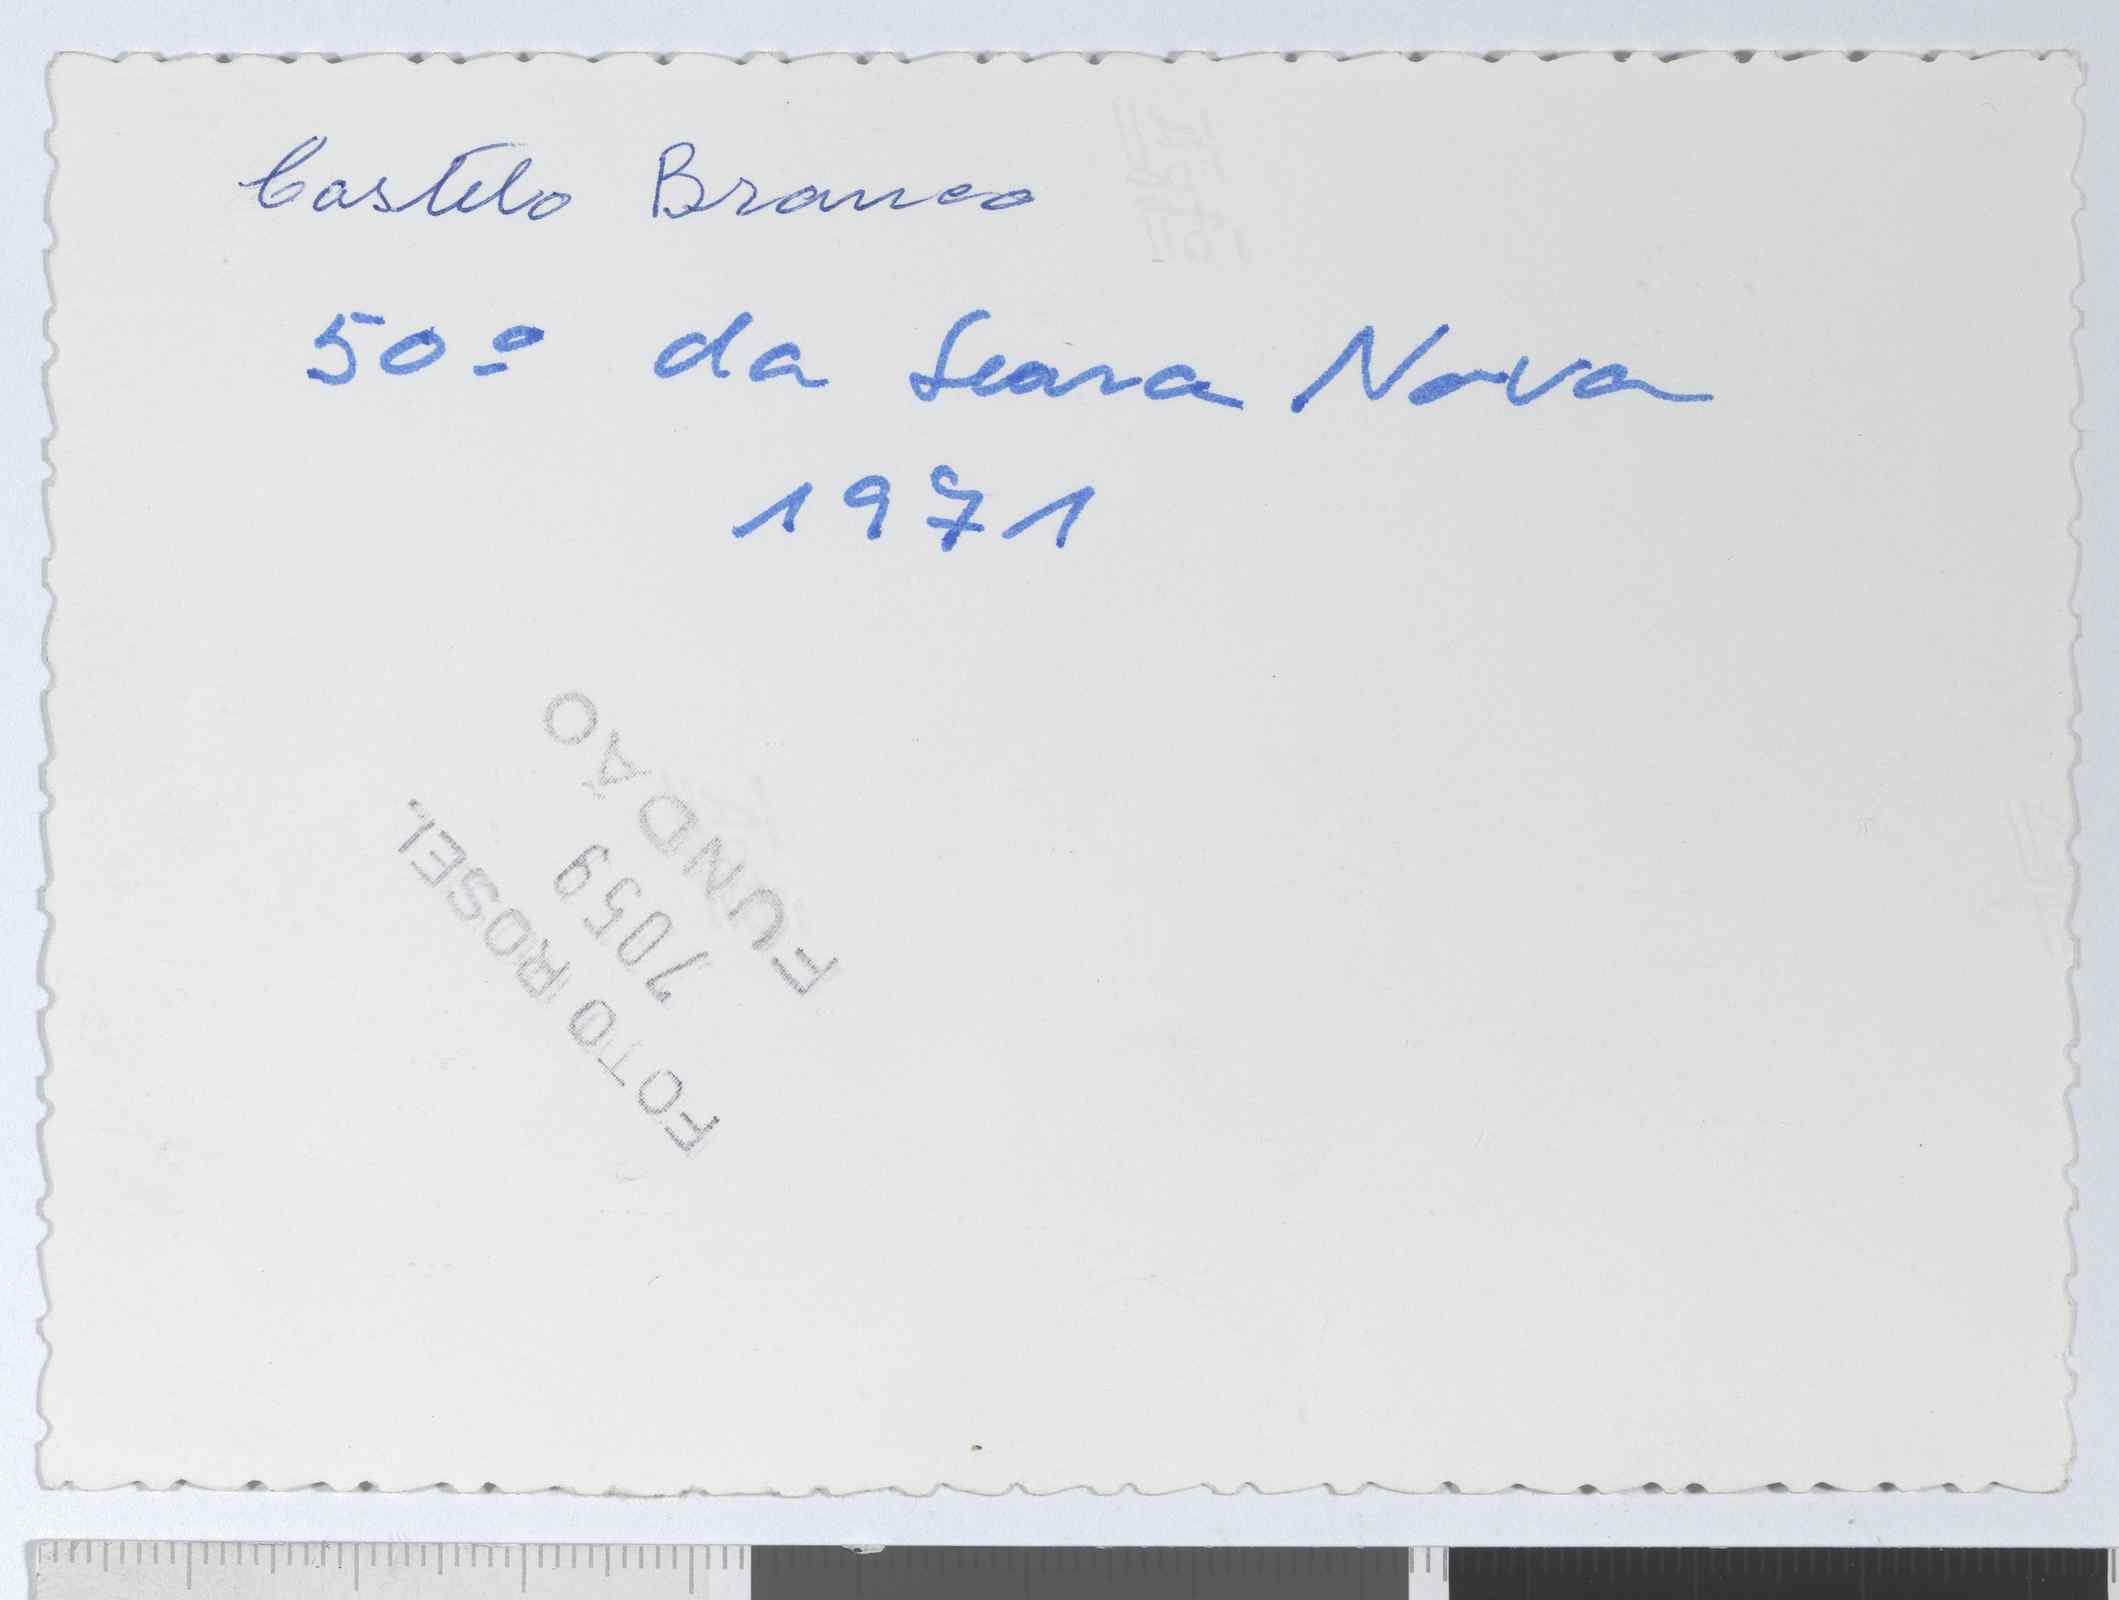 Castelo Branco
50º da Seara Nova
1971
FOTO ROSEL
7059
FUNDÃO